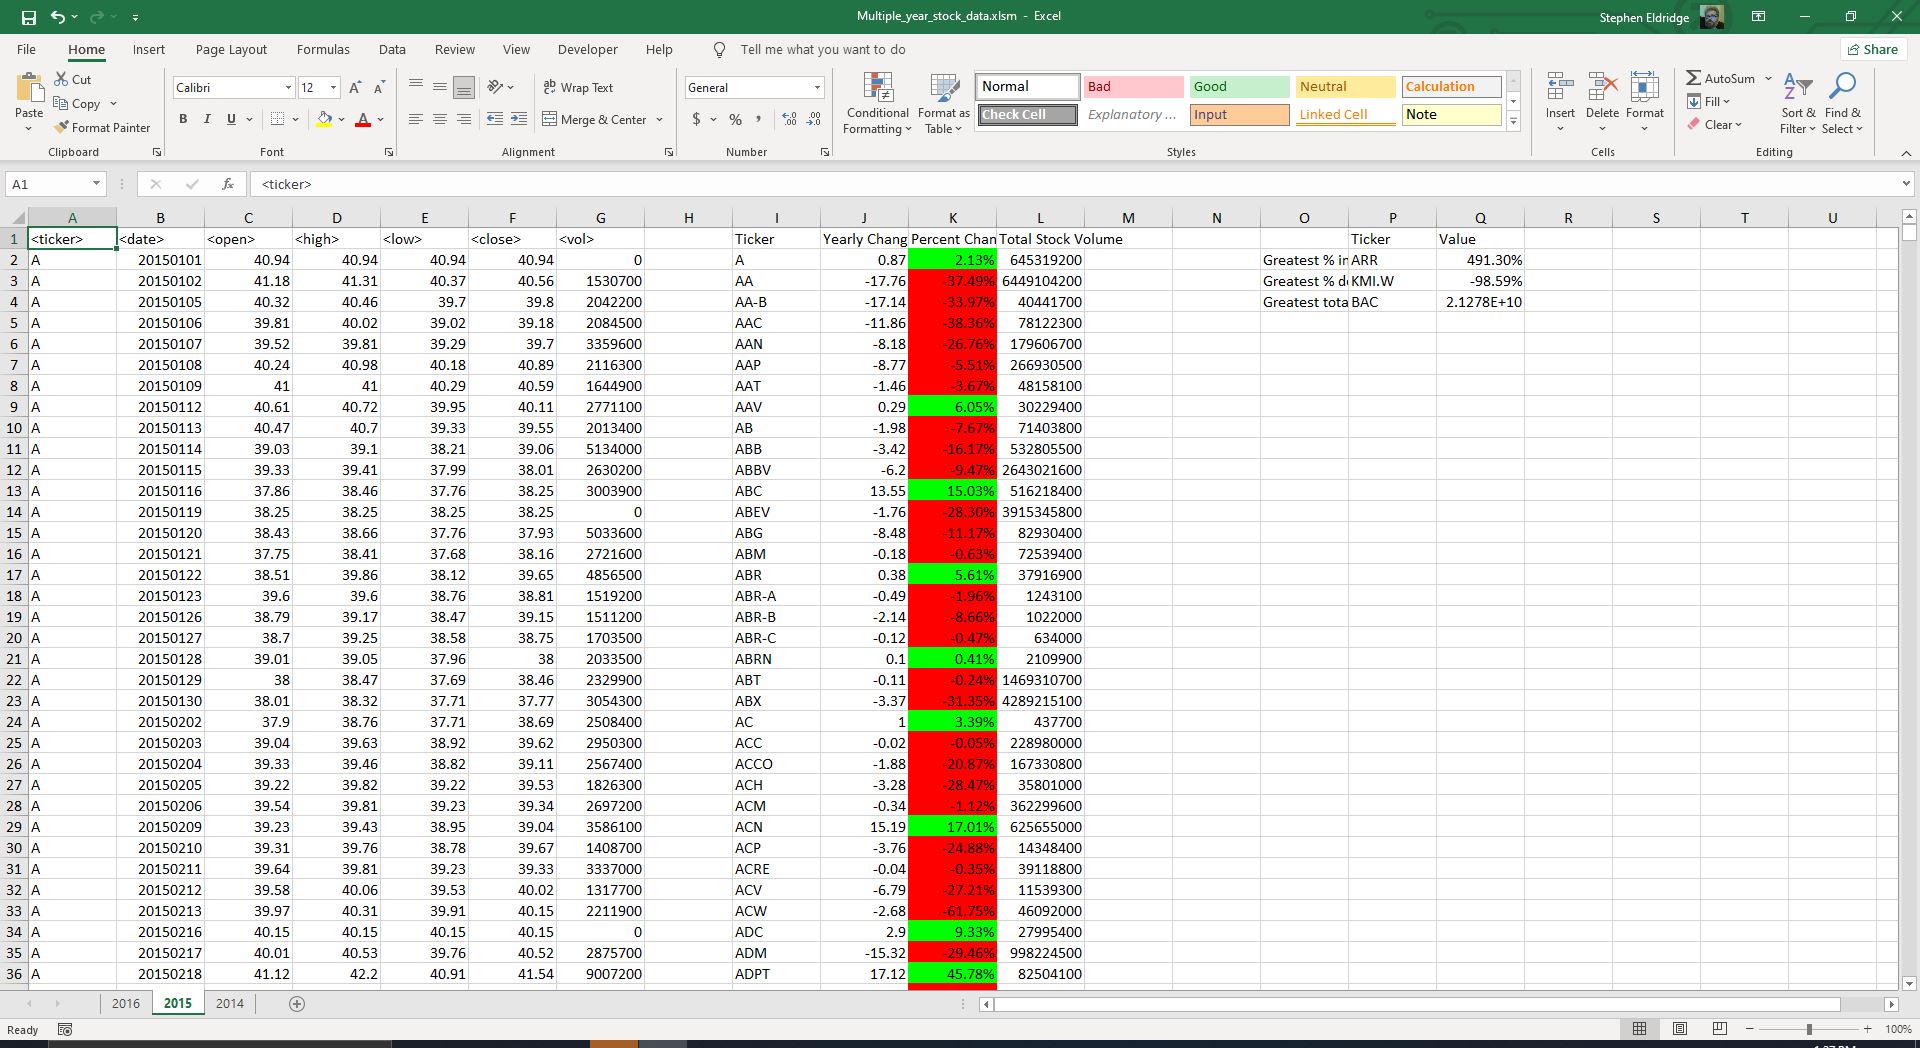 Multiple_year_stock_data.xlsm - Excel
Stephen Eldridge
File Home Insert Page Layout Formulas Data Review View Developer Help Tell me what you want to do
Share
Paste
Cut
Copy
Format Painter
Clipboard
Calibri 12
B I U
Font
Wrap Text
Merge & Center
Alignment
General
$ % ,
Number
Conditional Formatting
Format as Table
Normal Bad Good Neutral Calculation
Check Cell Explanatory ... Input Linked Cell Note
Styles
Insert Delete Format
Cells
AutoSum
Fill
Clear
Sort & Filter
Find & Select
Editing
A1 fx <ticker>
A B C D E F G H I J K L M N O P Q R S T U
1 <ticker> <date> <open> <high> <low> <close> <vol> Ticker Yearly Chang Percent Chan Total Stock Volume Ticker Value
2 A 20150101 40.94 40.94 40.94 40.94 0 A 0.87 2.13% 645319200 Greatest % in ARR 491.30%
3 A 20150102 41.18 41.31 40.37 40.56 1530700 AA -17.76 -37.49% 6449104200 Greatest % de KMI.W -98.59%
4 A 20150105 40.32 40.46 39.7 39.8 2042200 AA-B -17.14 -33.97% 40441700 Greatest tota BAC 2.1278E+10
5 A 20150106 39.81 40.02 39.02 39.18 2084500 AAC -11.86 -38.36% 78122300
6 A 20150107 39.52 39.81 39.29 39.7 3359600 AAN -8.18 -26.76% 179606700
7 A 20150108 40.24 40.98 40.18 40.89 2116300 AAP -8.77 -5.51% 266930500
8 A 20150109 41 41 40.29 40.59 1644900 AAT -1.46 -3.67% 48158100
9 A 20150112 40.61 40.72 39.95 40.11 2771100 AAV 0.29 6.05% 30229400
10 A 20150113 40.47 40.7 39.33 39.55 2013400 AB -1.98 -7.67% 71403800
11 A 20150114 39.03 39.1 38.21 39.06 5134000 ABB -3.42 -16.17% 532805500
12 A 20150115 39.33 39.41 37.99 38.01 2630200 ABBV -6.2 -9.47% 2643021600
13 A 20150116 37.86 38.46 37.76 38.25 3003900 ABC 13.55 15.03% 516218400
14 A 20150119 38.25 38.25 38.25 38.25 0 ABEV -1.76 -28.30% 3915345800
15 A 20150120 38.43 38.66 37.76 37.93 5033600 ABG -8.48 -11.17% 82930400
16 A 20150121 37.75 38.41 37.68 38.16 2721600 ABM -0.18 -0.63% 72539400
17 A 20150122 38.51 39.86 38.12 39.65 4856500 ABR 0.38 5.61% 37916900
18 A 20150123 39.6 39.6 38.76 38.81 1519200 ABR-A -0.49 -1.96% 1243100
19 A 20150126 38.79 39.17 38.47 39.15 1511200 ABR-B -2.14 -8.66% 1022000
20 A 20150127 38.7 39.25 38.58 38.75 1703500 ABR-C -0.12 -0.47% 634000
21 A 20150128 39.01 39.05 37.96 38 2033500 ABRN 0.1 0.41% 2109900
22 A 20150129 38 38.47 37.69 38.46 2329900 ABT -0.11 -0.24% 1469310700
23 A 20150130 38.01 38.32 37.71 37.77 3054300 ABX -3.37 -31.35% 4289215100
24 A 20150202 37.9 38.76 37.71 38.69 2508400 AC 1 3.39% 437700
25 A 20150203 39.04 39.63 38.92 39.62 2950300 ACC -0.02 -0.05% 228980000
26 A 20150204 39.33 39.46 38.82 39.11 2567400 ACCO -1.88 -20.87% 167330800
27 A 20150205 39.22 39.82 39.22 39.53 1826300 ACH -3.28 -28.47% 35801000
28 A 20150206 39.54 39.81 39.23 39.34 2697200 ACM -0.34 -1.12% 362299600
29 A 20150209 39.23 39.43 38.95 39.04 3586100 ACN 15.19 17.01% 625655000
30 A 20150210 39.31 39.76 38.78 39.67 1408700 ACP -3.76 -24.88% 14348400
31 A 20150211 39.64 39.81 39.23 39.33 3337000 ACRE -0.04 -0.35% 39118800
32 A 20150212 39.58 40.06 39.53 40.02 1317700 ACV -6.79 -27.21% 11539300
33 A 20150213 39.97 40.31 39.91 40.15 2211900 ACW -2.68 -61.75% 46092000
34 A 20150216 40.15 40.15 40.15 40.15 0 ADC 2.9 9.33% 27995400
35 A 20150217 40.01 40.53 39.76 40.52 2875700 ADM -15.32 -29.46% 998224500
36 A 20150218 41.12 42.2 40.91 41.54 9007200 ADPT 17.12 45.78% 82504100
2016 2015 2014
Ready
100%